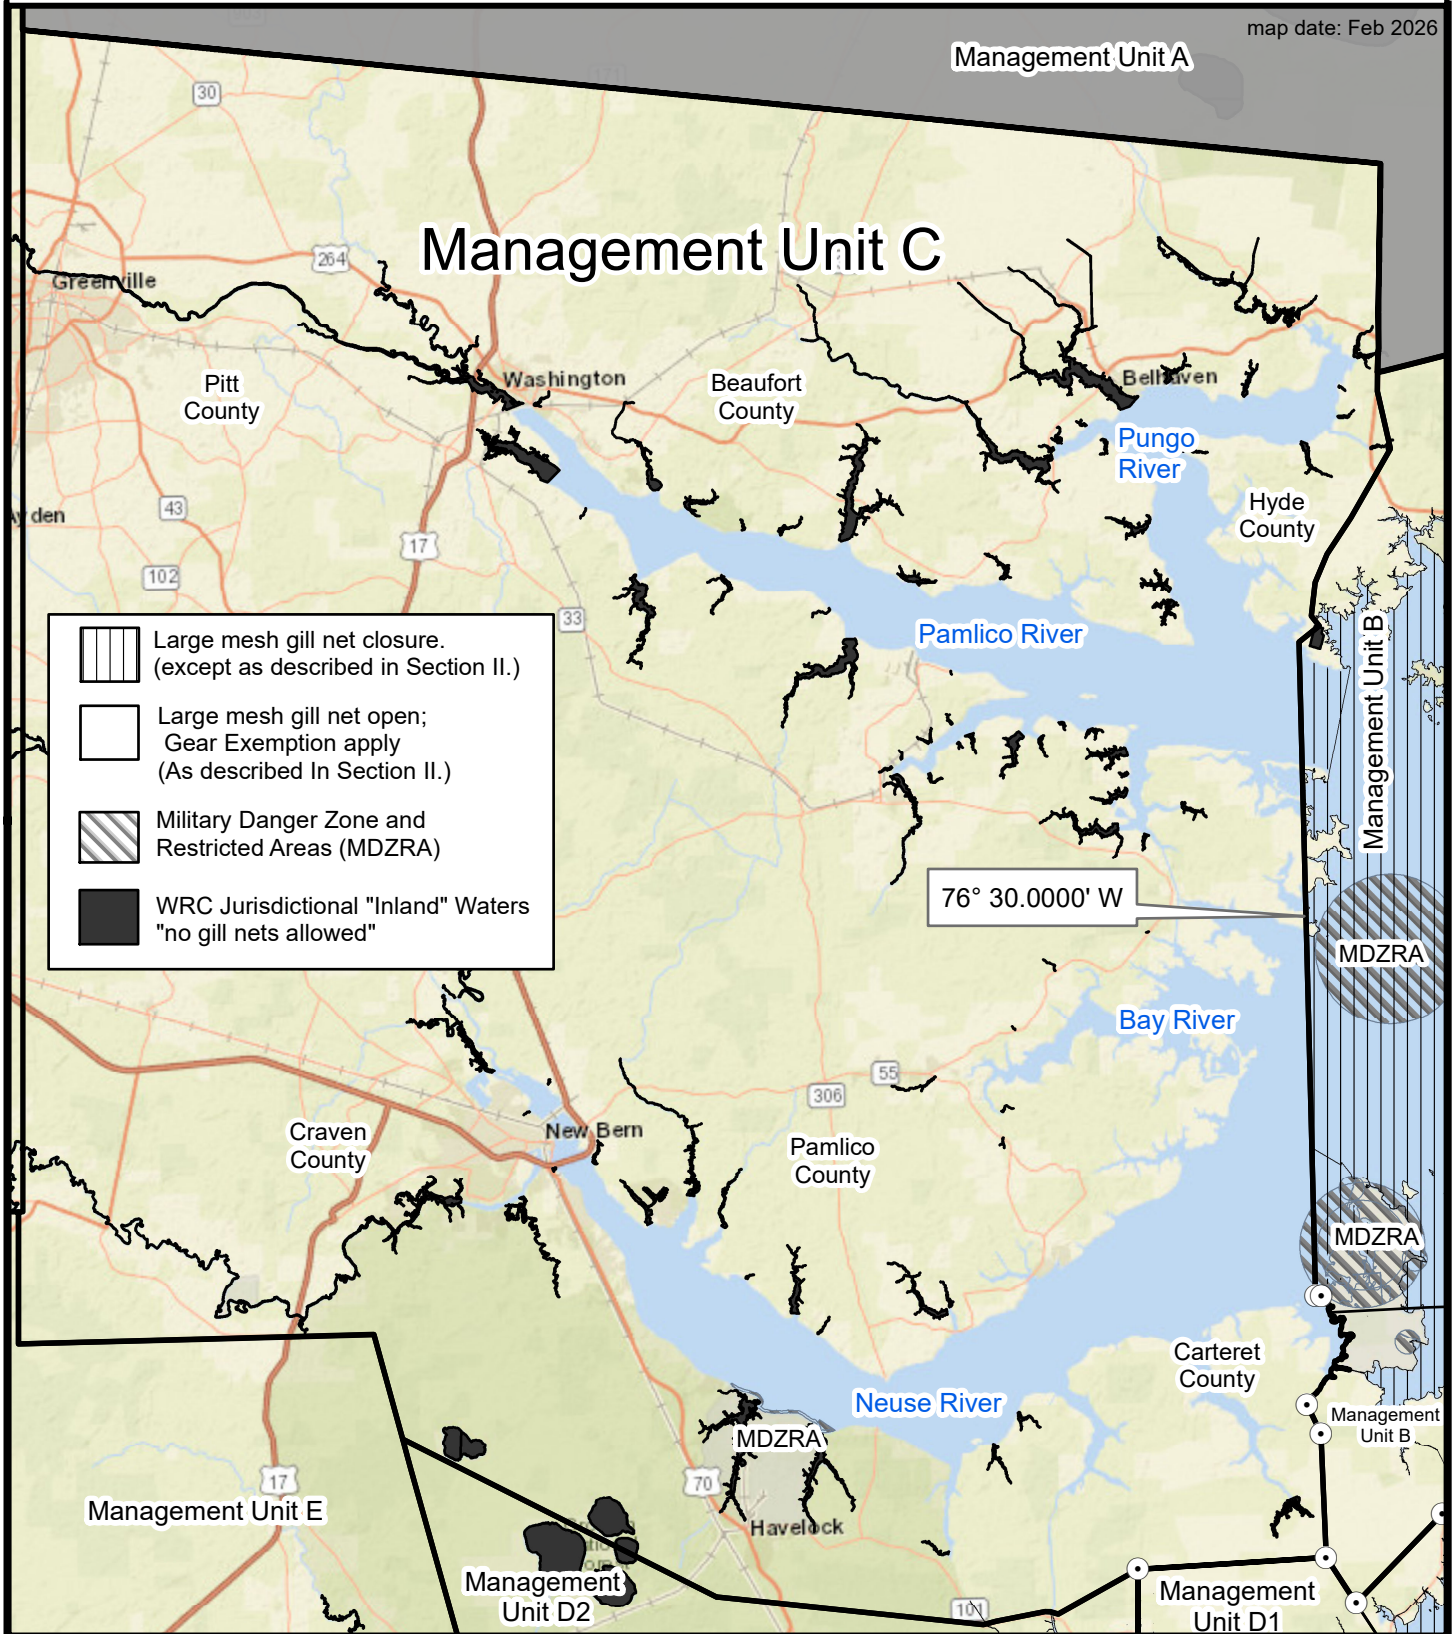 map date: Feb 2026
Management Unit A
30
264
Management Unit C
Greenville
Pitt
County
Washington
Beaufort
County
Belhaven
Pungo
River
Hyde
County
43
17
102
33
Pamlico River
Management Unit B
Large mesh gill net closure.
(except as described in Section II.)
Large mesh gill net open;
Gear Exemption apply
(As described In Section II.)
Military Danger Zone and
Restricted Areas (MDZRA)
WRC Jurisdictional "Inland" Waters
"no gill nets allowed"
76° 30.0000' W
MDZRA
Bay River
55
306
Craven
County
New Bern
Pamlico
County
MDZRA
Carteret
County
Neuse River
Management
Unit B
MDZRA
70
17
Management Unit E
Havelock
Management
Unit D2
101
Management
Unit D1